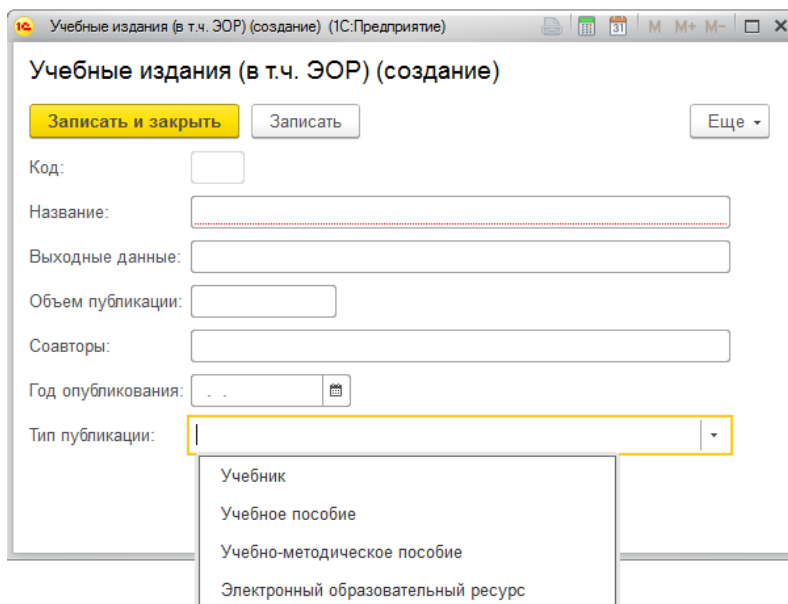 1С Учебные издания (в т.ч. ЭОР) (создание) (1С:Предприятие) 31 M M+ M-
Учебные издания (в т.ч. ЭОР) (создание)
Записать и закрыть Записать Еще
Код:
Название:
Выходные данные:
Объем публикации:
Соавторы:
Год опубликования: . .
Тип публикации:
Учебник
Учебное пособие
Учебно-методическое пособие
Электронный образовательный ресурс